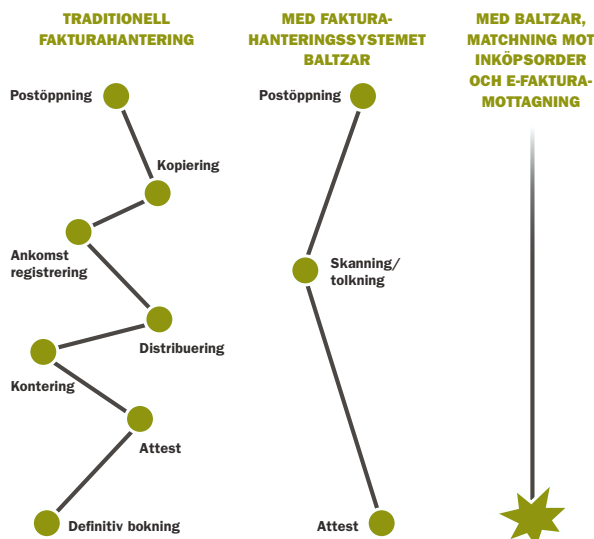 TRADITIONELL
FAKTURAHANTERING
Postöppning
Kopiering
Ankomst
registrering
Distribuering
Kontering
Attest
Definitiv bokning
MED FAKTURA-
HANTERINGSSYSTEMET
BALTZAR
Postöppning
Skanning/
tolkning
Attest
MED BALTZAR,
MATCHNING MOT
INKÖPSORDER
OCH E-FAKTURA-
MOTTAGNING